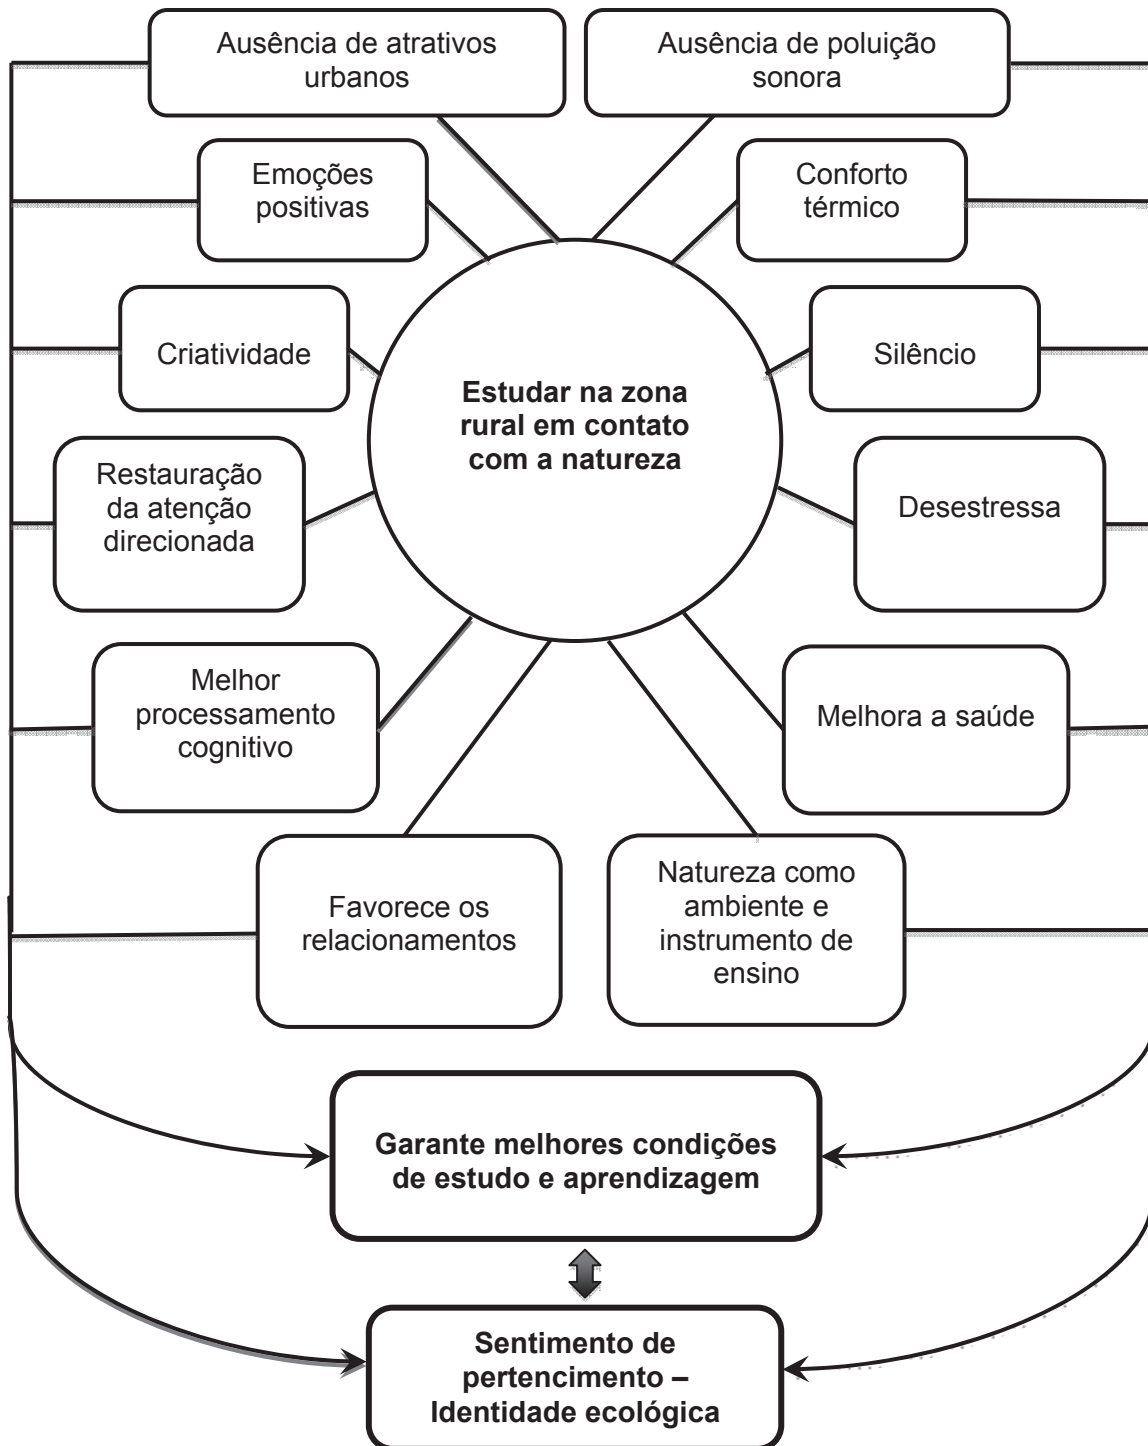 Ausência de atrativos
urbanos
Ausência de poluição
sonora
Emoções
positivas
Conforto
térmico
Criatividade
Silêncio
Estudar na zona
rural em contato
com a natureza
Restauração
da atenção
direcionada
Desestressa
Melhor
processamento
cognitivo
Melhora a saúde
Favorece os
relacionamentos
Natureza como
ambiente e
instrumento de
ensino
Garante melhores condições
de estudo e aprendizagem
Sentimento de
pertencimento –
Identidade ecológica